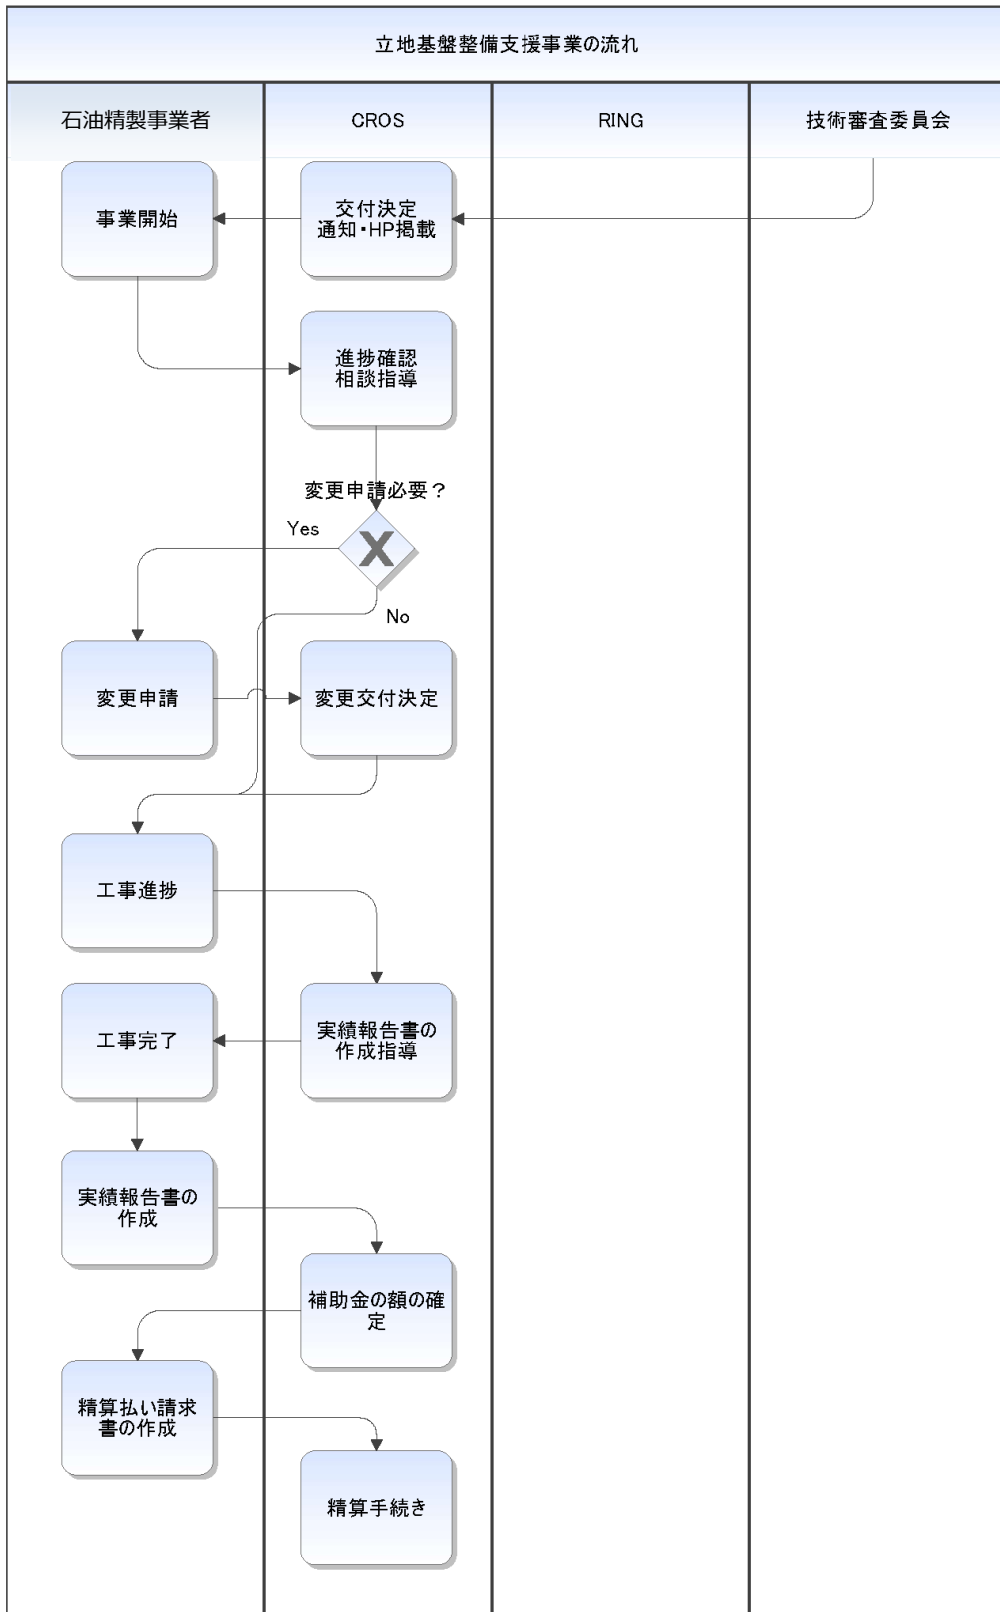 立地基盤整備支援事業の流れ
石油精製事業者
CROS
RING
技術審査委員会
事業開始
交付決定
通知・HP掲載
進捗確認
相談指導
変更申請必要？
Yes
X
No
変更申請
変更交付決定
工事進捗
工事完了
実績報告書の
作成指導
実績報告書の
作成
補助金の額の確
定
精算払い請求
書の作成
精算手続き